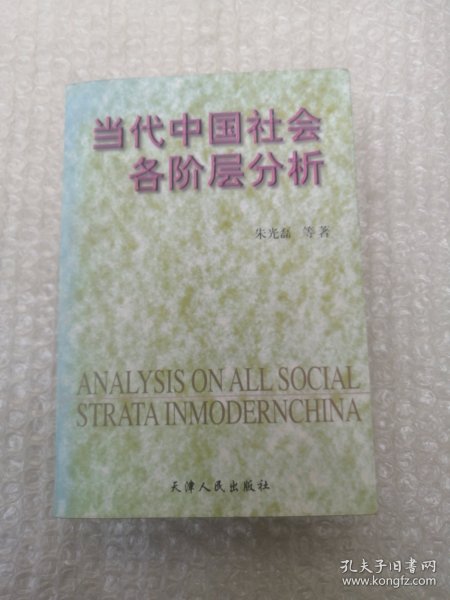 当代中国社会
各阶层分析
朱光磊 等著
ANALYSIS ON ALL SOCIAL
STRATA INMODERNCHINA
天津人民出版社
孔夫子旧书网
www.kongfz.com